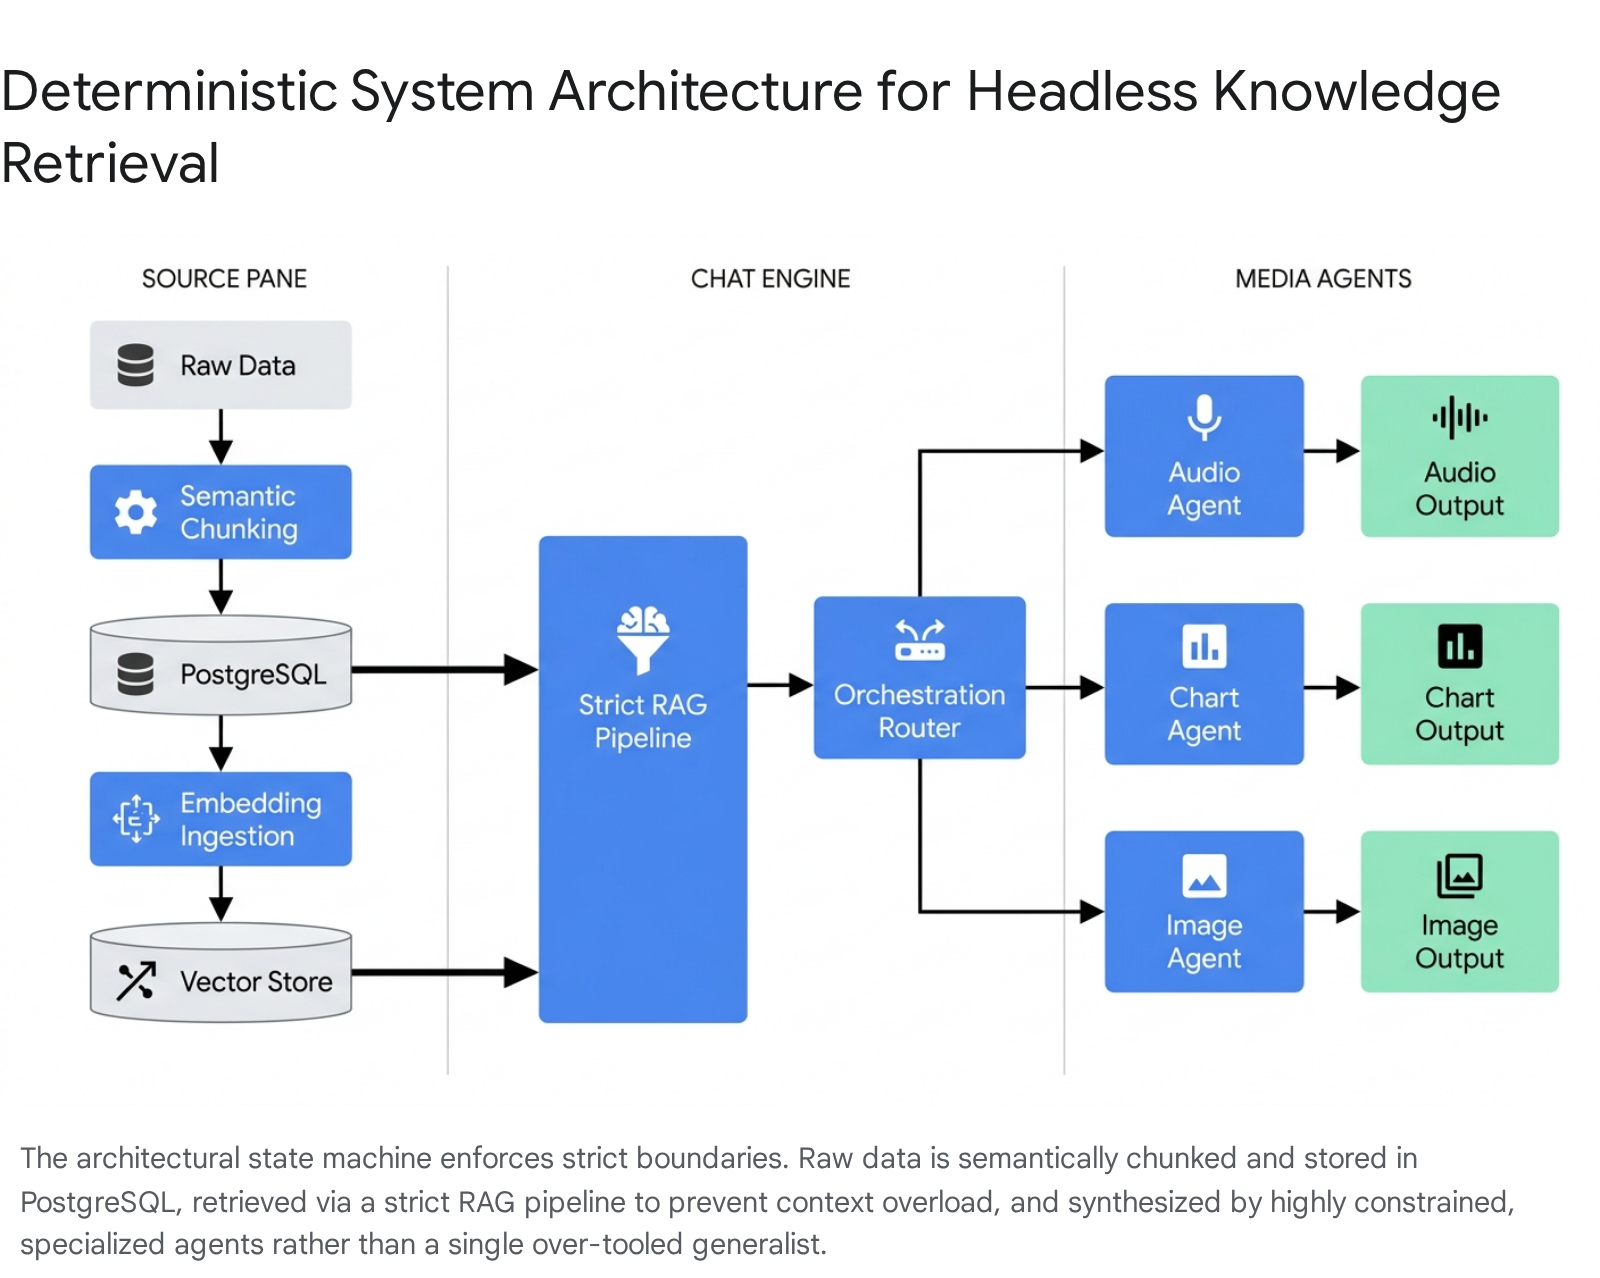 Deterministic System Architecture for Headless Knowledge
Retrieval
SOURCE PANE
Raw Data
Semantic
Chunking
PostgreSQL
Embedding
Ingestion
Vector Store
CHAT ENGINE
Strict RAG
Pipeline
Orchestration
Router
MEDIA AGENTS
Audio
Agent
Audio
Output
Chart
Agent
Chart
Output
Image
Agent
Image
Output
The architectural state machine enforces strict boundaries. Raw data is semantically chunked and stored in
PostgreSQL, retrieved via a strict RAG pipeline to prevent context overload, and synthesized by highly constrained,
specialized agents rather than a single over-tooled generalist.